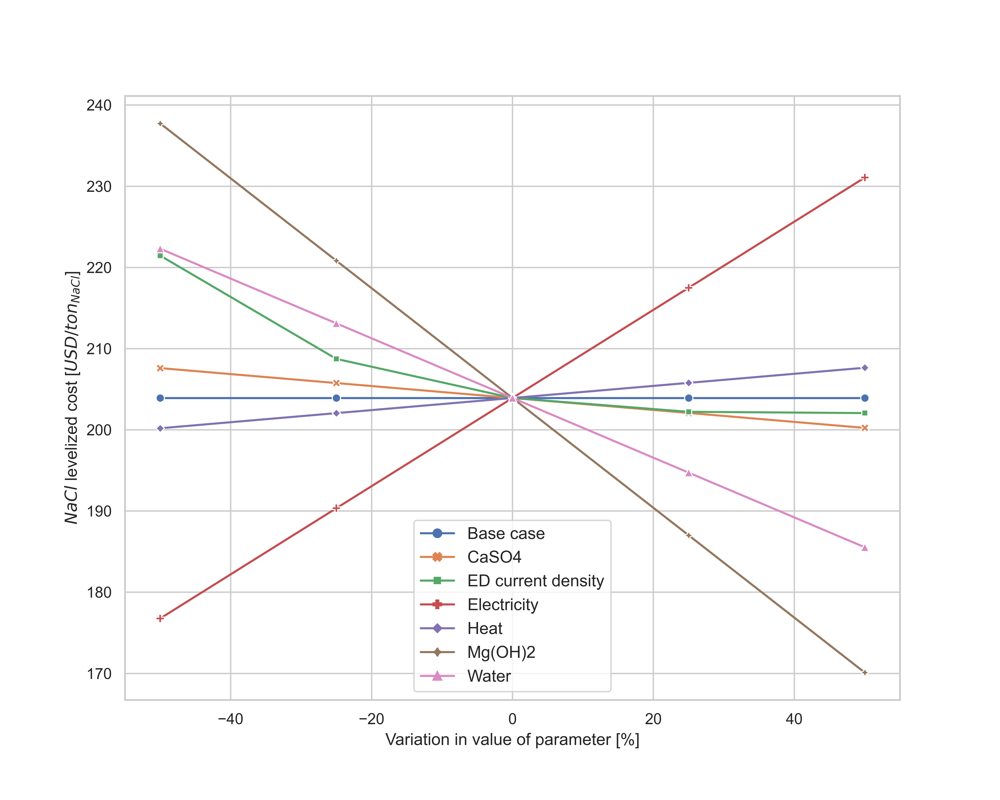 240
230
220
210
200
190
180
170
NaCl levelized cost [USD/ton_NaCl]
Base case
CaSO4
ED current density
Electricity
Heat
Mg(OH)2
Water
−40 −20 0 20 40
Variation in value of parameter [%]